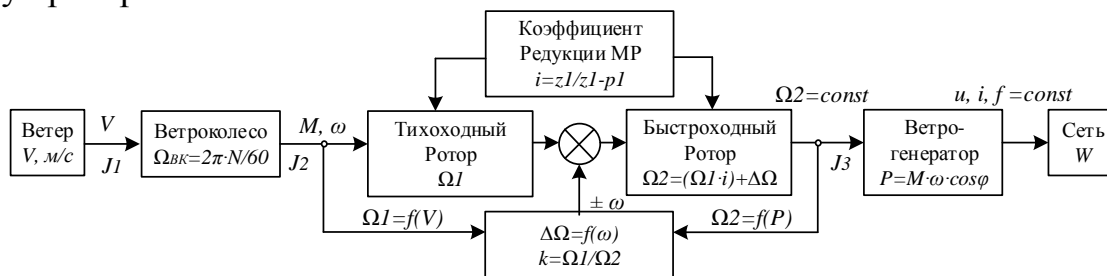 Коэффициент
Редукции МР
i=z1/z1-p1
Ω2=const
u, i, f =const
Ветер
V, м/с
V
J1
Ветроколесо
ΩВК=2π·N/60
M, ω
J2
Тихоходный
Ротор
Ω1
Быстроходный
Ротор
Ω2=(Ω1·i)+ΔΩ
J3
Ветро-
генератор
P=M·ω·cosφ
Сеть
W
± ω
Ω1=f(V)
Ω2=f(P)
ΔΩ=f(ω)
k=Ω1/Ω2